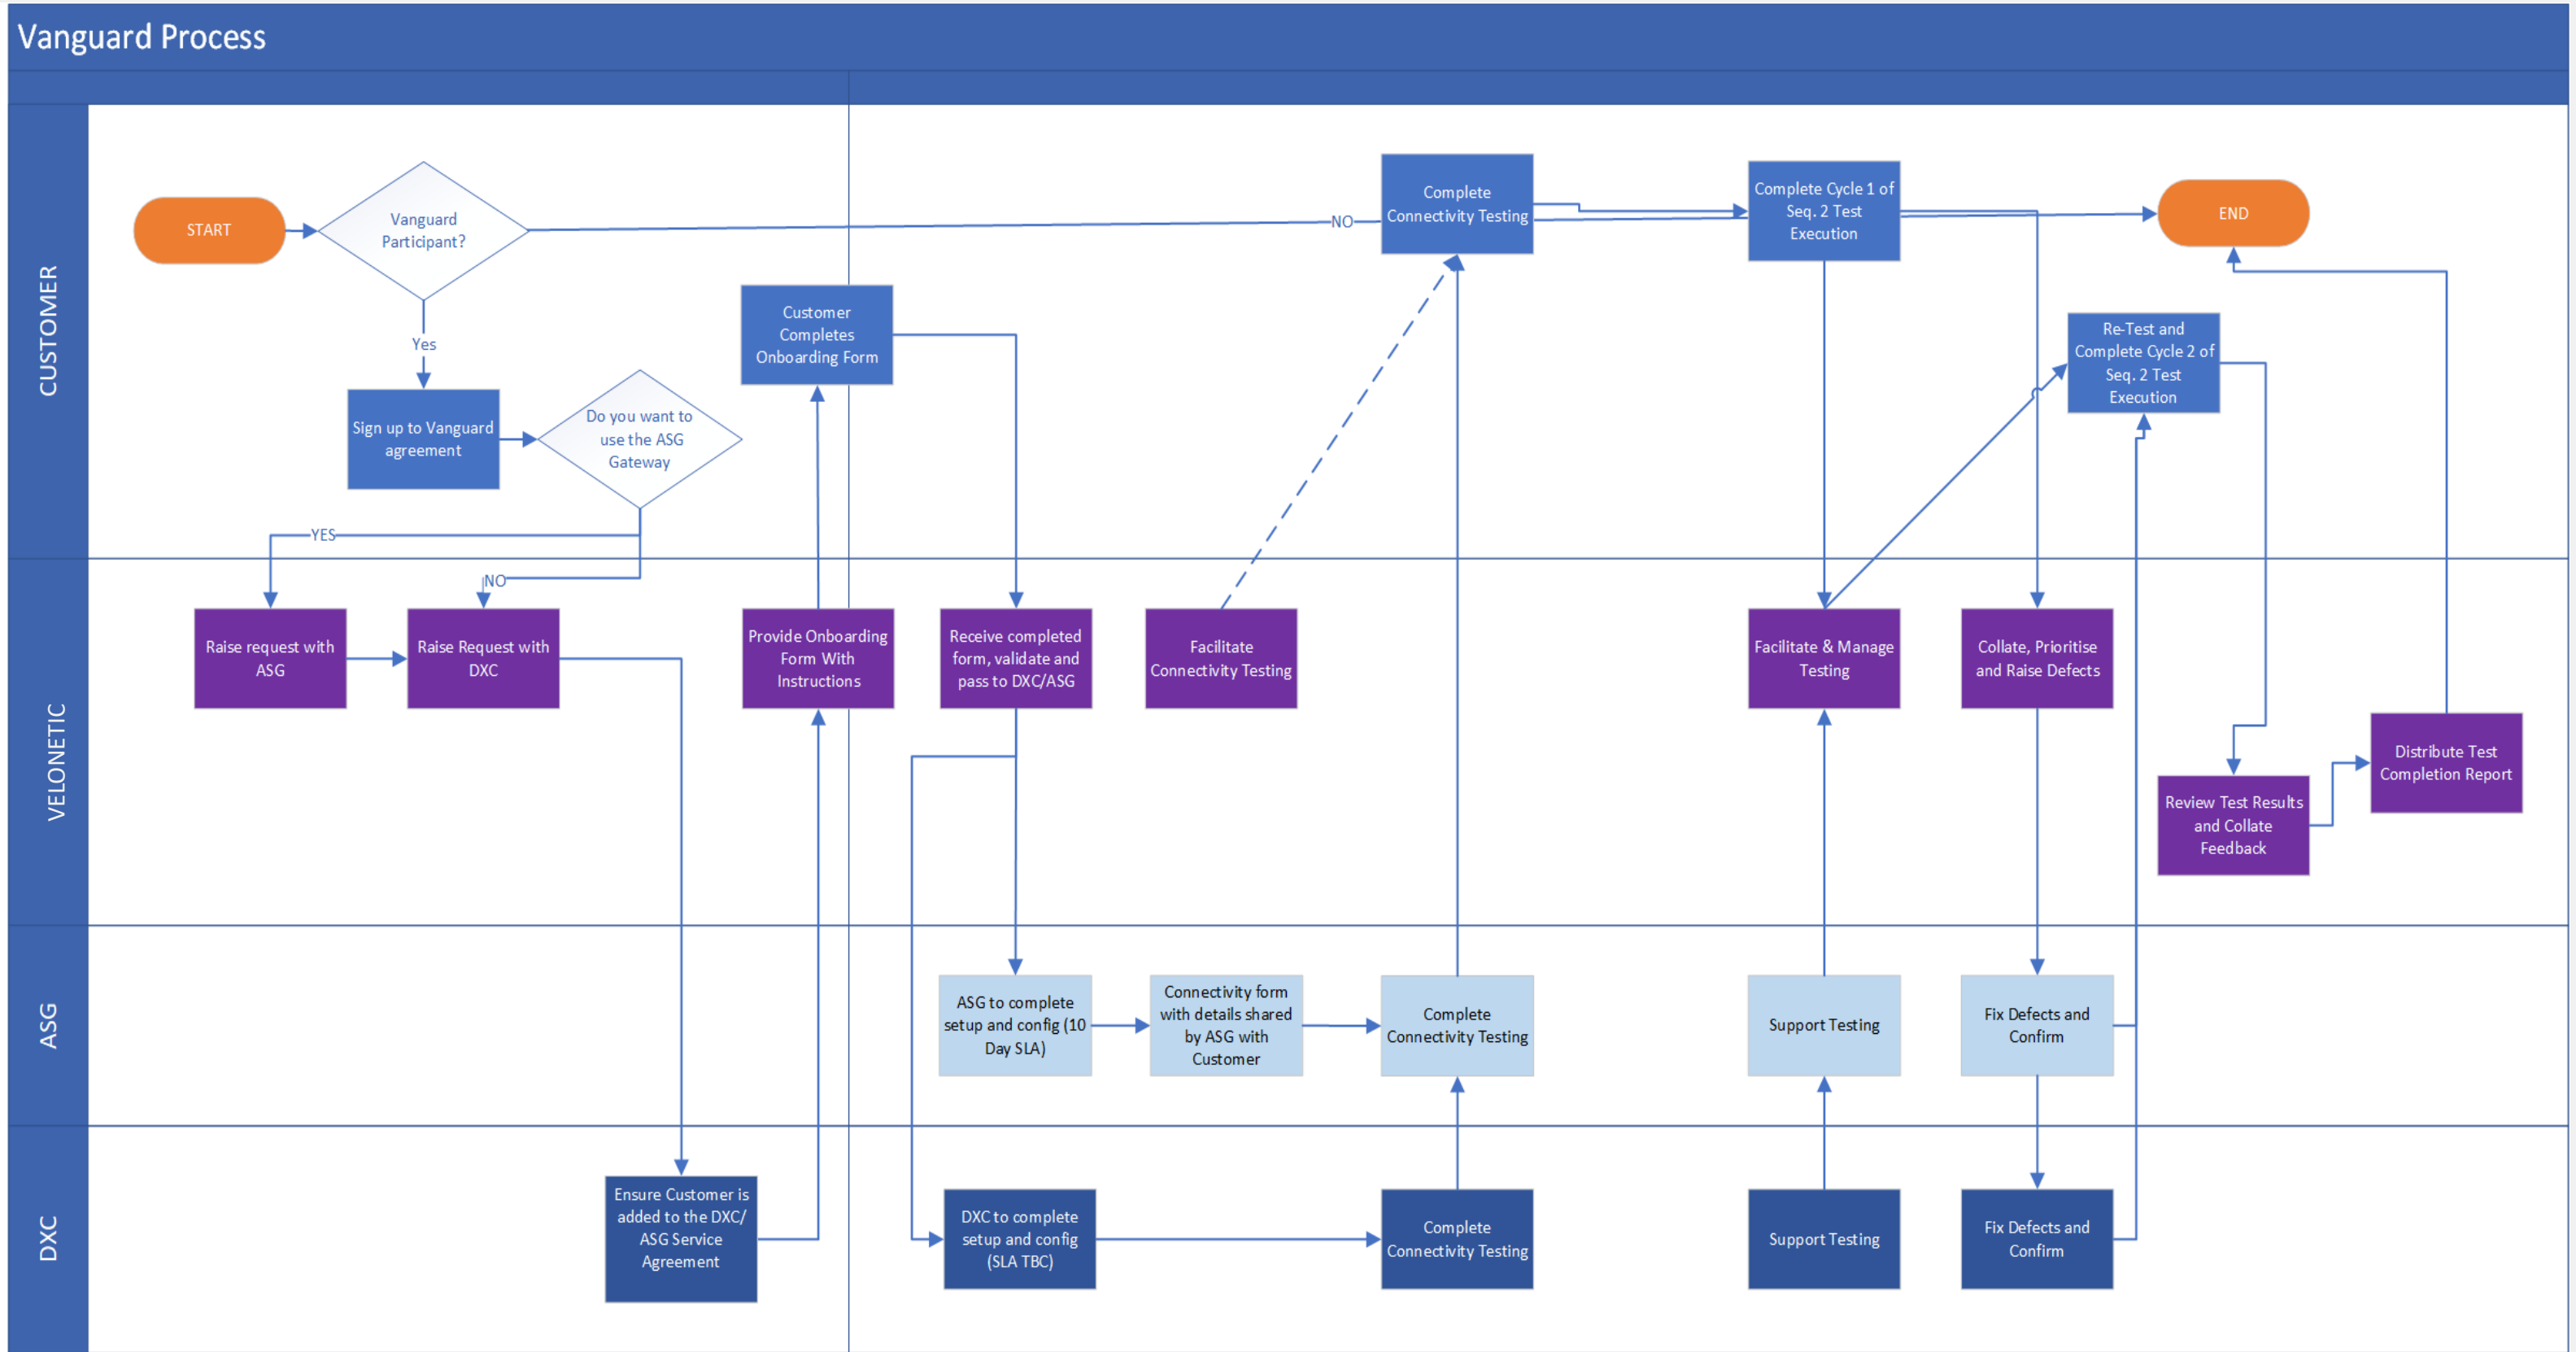 Vanguard Process
CUSTOMER
START
Vanguard
Participant?
NO
Complete
Connectivity Testing
Complete Cycle 1 of
Seq. 2 Test
Execution
END
Yes
Customer
Completes
Onboarding Form
Re-Test and
Complete Cycle 2 of
Seq. 2 Test
Execution
Sign up to Vanguard
agreement
Do you want to
use the ASG
Gateway
YES
NO
VELONETIC
Raise request with
ASG
Raise Request with
DXC
Provide Onboarding
Form With
Instructions
Receive completed
form, validate and
pass to DXC/ASG
Facilitate
Connectivity Testing
Facilitate & Manage
Testing
Collate, Prioritise
and Raise Defects
Review Test Results
and Collate
Feedback
Distribute Test
Completion Report
ASG
ASG to complete
setup and config (10
Day SLA)
Connectivity form
with details shared
by ASG with
Customer
Complete
Connectivity Testing
Support Testing
Fix Defects and
Confirm
DXC
Ensure Customer is
added to the DXC/
ASG Service
Agreement
DXC to complete
setup and config
(SLA TBC)
Complete
Connectivity Testing
Support Testing
Fix Defects and
Confirm